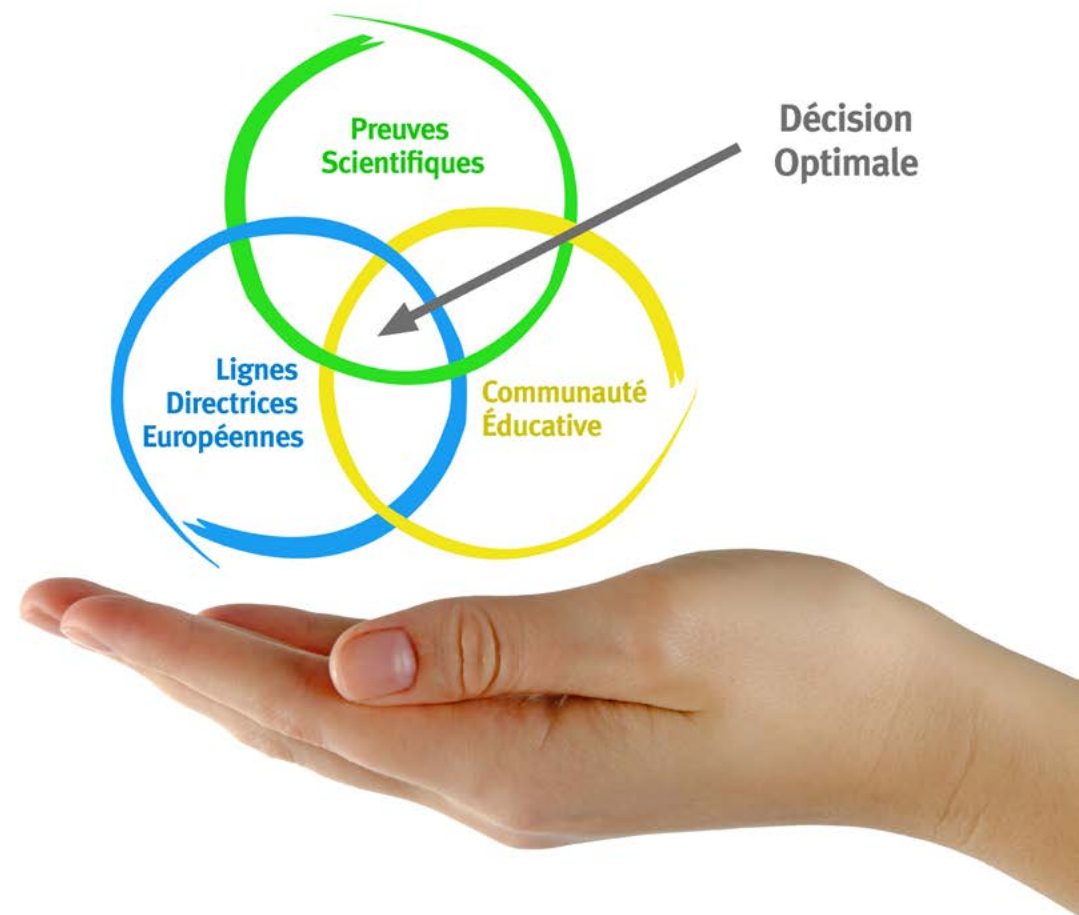 Preuves
Scientifiques
Décision
Optimale
Lignes
Directrices
Européennes
Communauté
Éducative